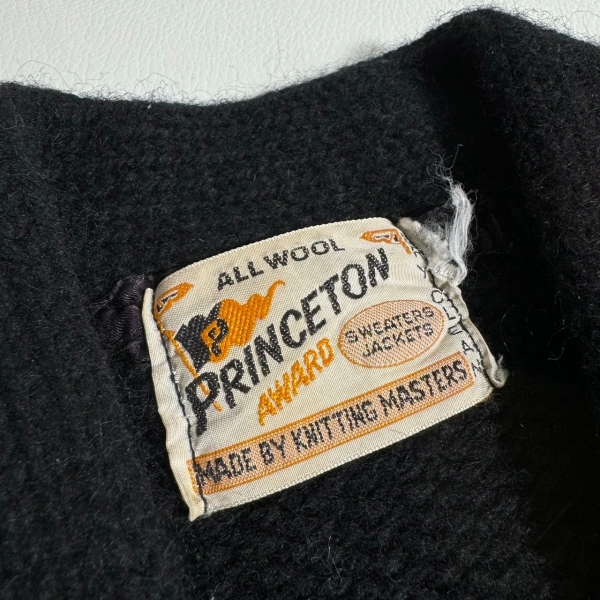 ALL WOOL
P
PRINCETON
AWARD
SWEATERS
JACKETS
MADE BY KNITTING MASTERS